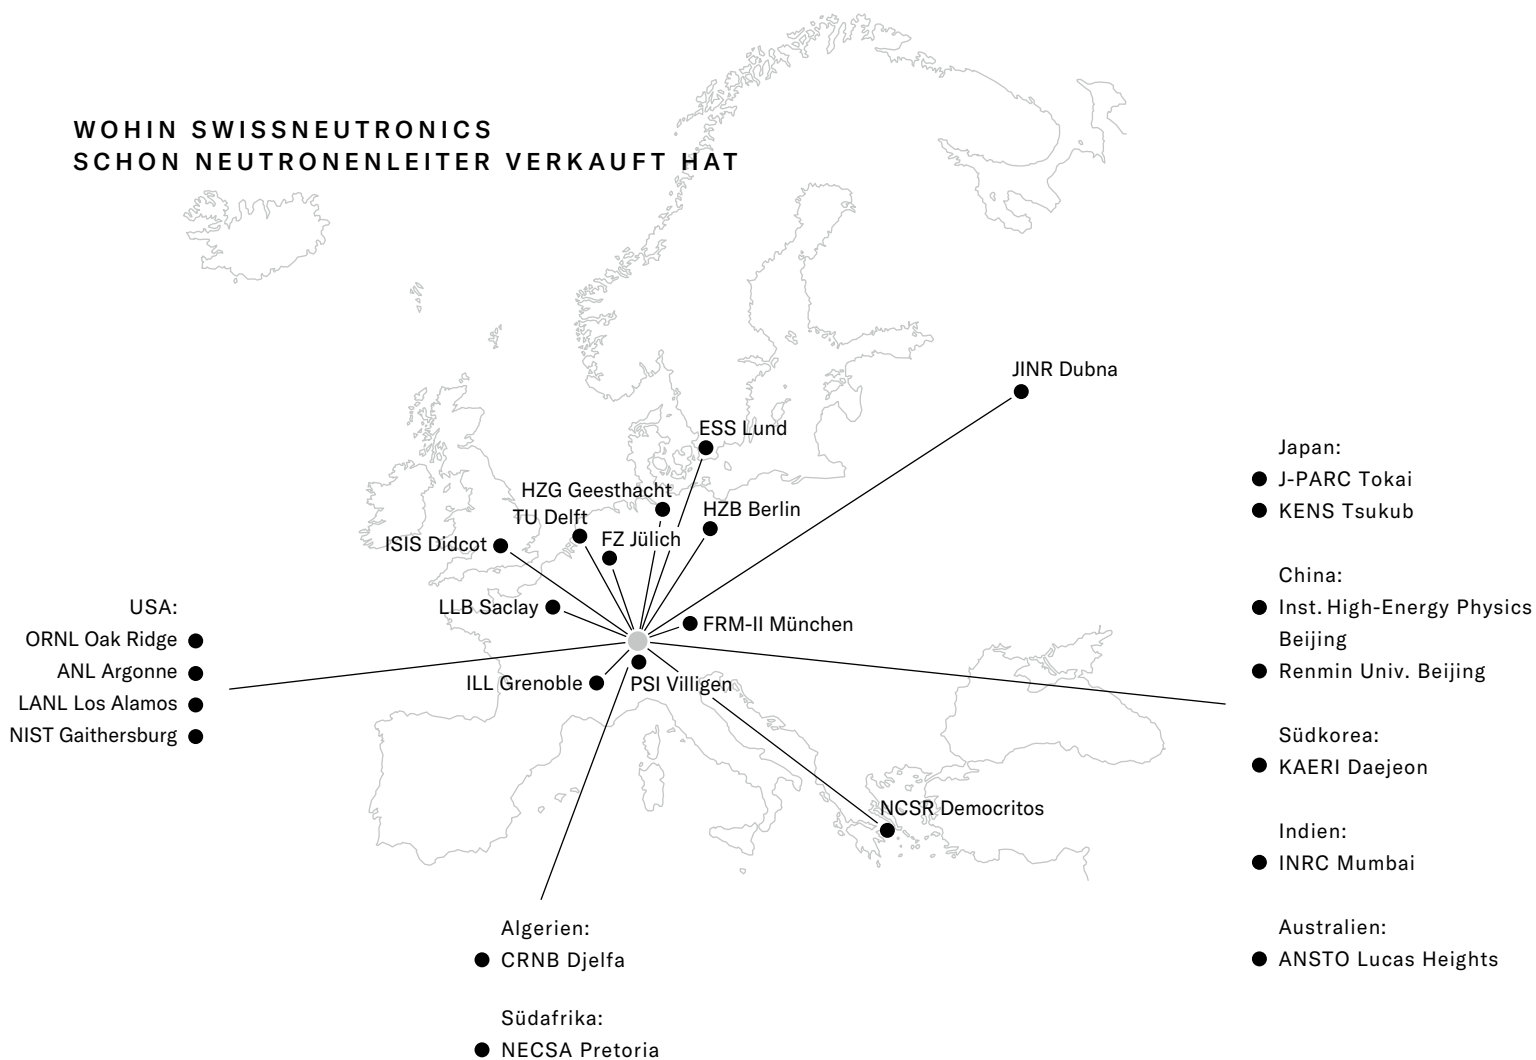 WOHIN SWISSNEUTRONICS
SCHON NEUTRONENLEITER VERKAUFT HAT
JINR Dubna
ESS Lund
HZG Geesthacht
HZB Berlin
TU Delft
FZ Jülich
ISIS Didcot
LLB Saclay
FRM-II München
ILL Grenoble
PSI Villigen
NCSR Democritos
USA:
ORNL Oak Ridge
ANL Argonne
LANL Los Alamos
NIST Gaithersburg
Algerien:
CRNB Djelfa
Südafrika:
NECSA Pretoria
Japan:
J-PARC Tokai
KENS Tsukub
China:
Inst. High-Energy Physics
Beijing
Renmin Univ. Beijing
Südkorea:
KAERI Daejeon
Indien:
INRC Mumbai
Australien:
ANSTO Lucas Heights